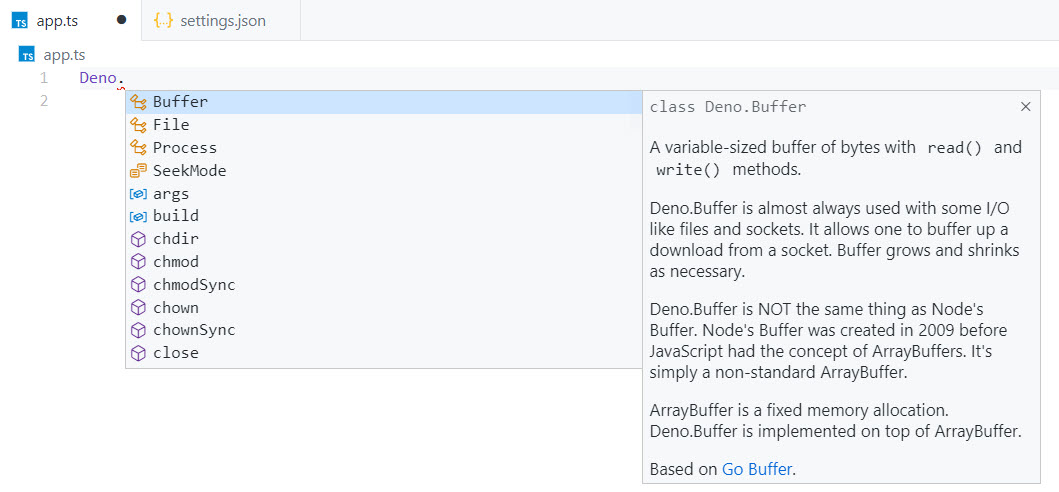 TS app.ts
{..} settings.json
TS app.ts
1 Deno.
2
Buffer
File
Process
SeekMode
args
build
chdir
chmod
chmodSync
chown
chownSync
close
class Deno.Buffer
A variable-sized buffer of bytes with read() and
write() methods.
Deno.Buffer is almost always used with some I/O
like files and sockets. It allows one to buffer up a
download from a socket. Buffer grows and shrinks
as necessary.
Deno.Buffer is NOT the same thing as Node's
Buffer. Node's Buffer was created in 2009 before
JavaScript had the concept of ArrayBuffers. It's
simply a non-standard ArrayBuffer.
ArrayBuffer is a fixed memory allocation.
Deno.Buffer is implemented on top of ArrayBuffer.
Based on Go Buffer.